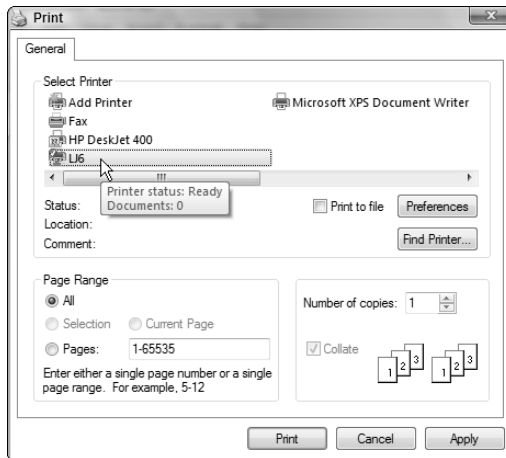 Print
General
Select Printer
Add Printer
Microsoft XPS Document Writer
Fax
HP DeskJet 400
LJ6
Printer status: Ready
Documents: 0
Status:
Print to file
Preferences
Location:
Comment:
Find Printer...
Page Range
All
Selection
Current Page
Pages:
1-65535
Enter either a single page number or a single
page range. For example, 5-12
Number of copies:
1
Collate
1 2 3 1 2 3
Print
Cancel
Apply